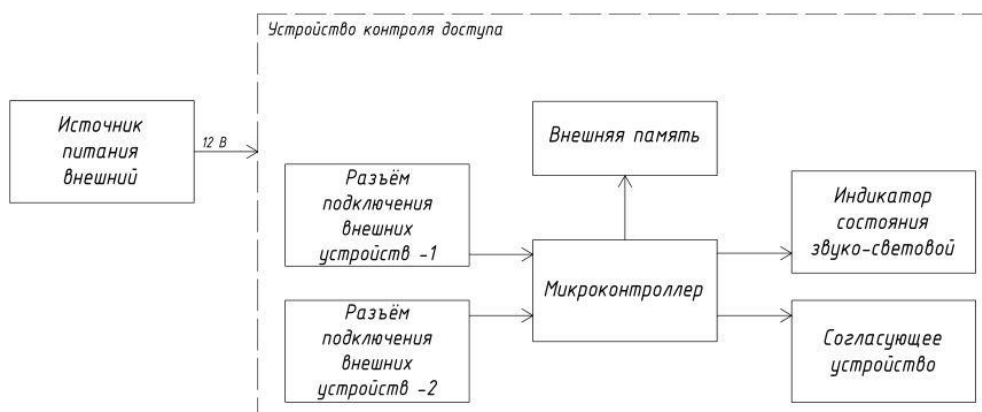 Устройство контроля доступа
Источник
питания
внешний
12 В
Внешняя память
Разъём
подключения
внешних
устройств -1
Индикатор
состояния
звуко-световой
Микроконтроллер
Разъём
подключения
внешних
устройств -2
Согласующее
устройство